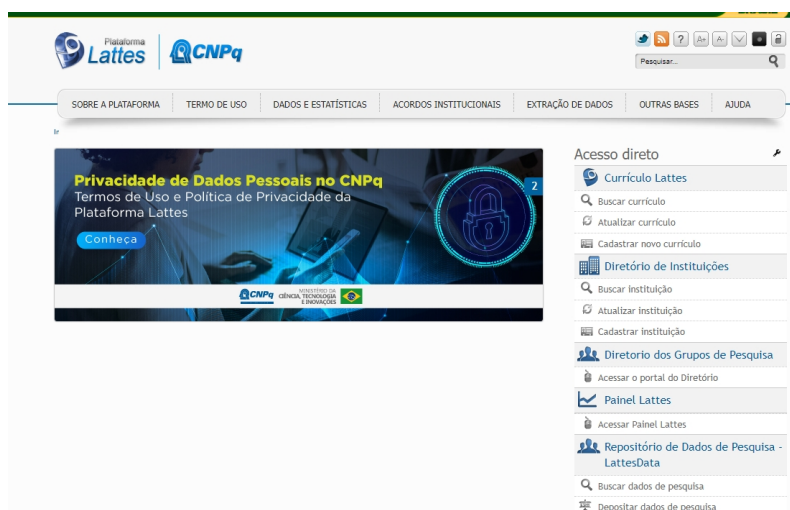 Plataforma
Lattes
CNPq
? A+ A-
Pesquisar...
SOBRE A PLATAFORMA TERMO DE USO DADOS E ESTATÍSTICAS ACORDOS INSTITUCIONAIS EXTRAÇÃO DE DADOS OUTRAS BASES AJUDA
Ir
Privacidade de Dados Pessoais no CNPq
Termos de Uso e Política de Privacidade da
Plataforma Lattes
Conheça
2
CNPq
MINISTÉRIO DA
CIÊNCIA, TECNOLOGIA
E INOVAÇÕES
Acesso direto
Currículo Lattes
Buscar currículo
Atualizar currículo
Cadastrar novo currículo
Diretório de Instituições
Buscar instituição
Atualizar instituição
Cadastrar instituição
Diretorio dos Grupos de Pesquisa
Acessar o portal do Diretório
Painel Lattes
Acessar Painel Lattes
Repositório de Dados de Pesquisa -
LattesData
Buscar dados de pesquisa
Depositar dados de pesquisa